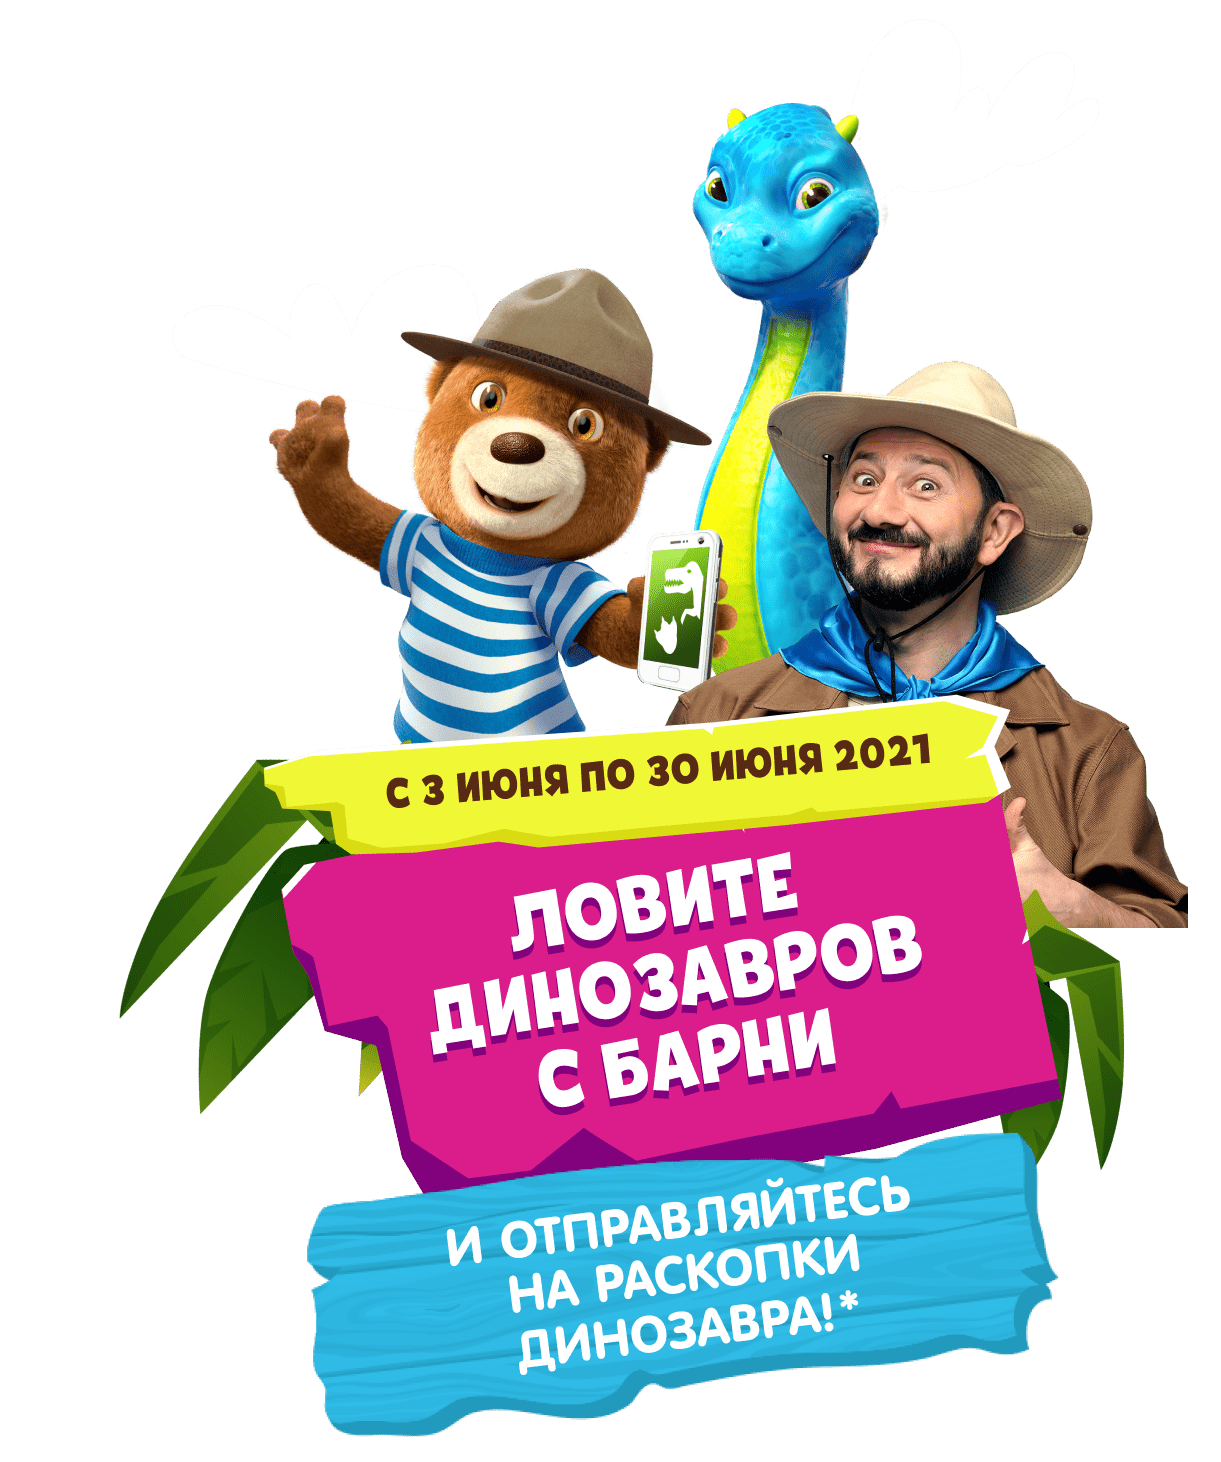 С 3 ИЮНЯ ПО 30 ИЮНЯ 2021
ЛОВИТЕ
ДИНОЗАВРОВ
С БАРНИ
И ОТПРАВЛЯЙТЕСЬ
НА РАСКОПКИ
ДИНОЗАВРА!*